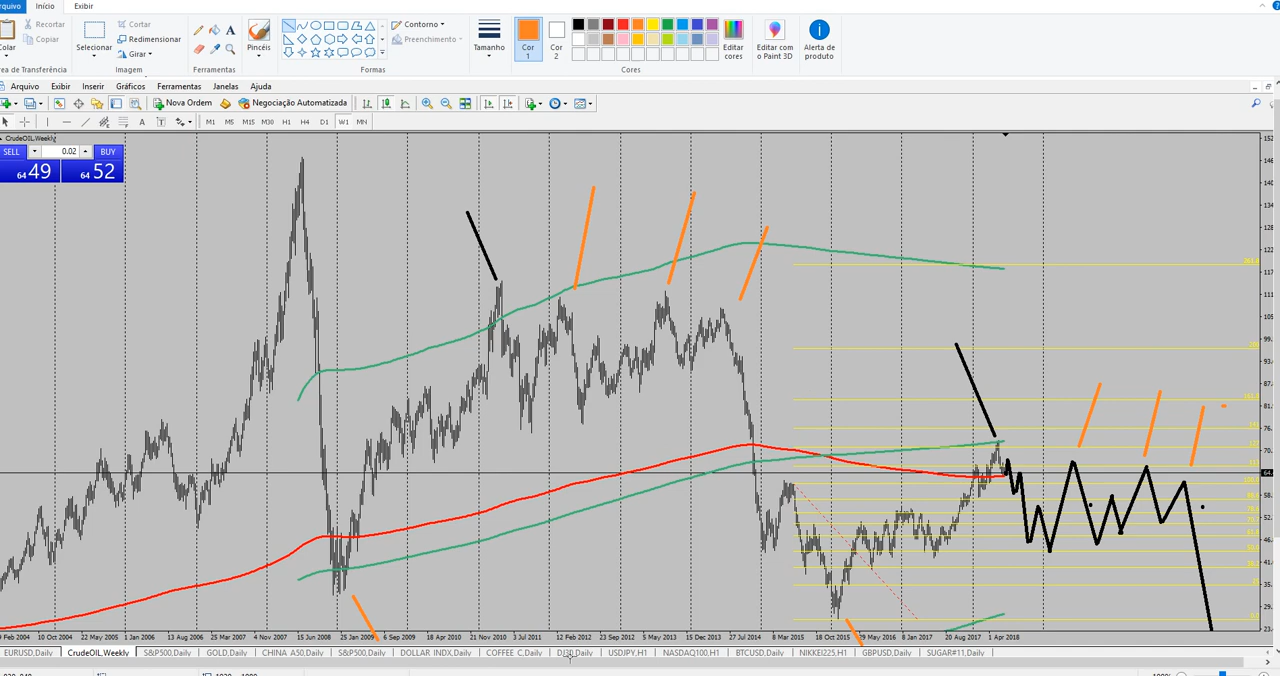 Arquivo Início Exibir
Colar Recortar Copiar Selecionar Cortar Redimensionar Girar Pincéis Contorno Preenchimento Tamanho Cor 1 Cor 2 Editar cores Editar com o Paint 3D Alerta de produto
Área de Transferência Imagem Ferramentas Formas Cores
Arquivo Exibir Inserir Gráficos Ferramentas Janelas Ajuda
Nova Ordem Negociação Automatizada
A T M1 M5 M15 M30 H1 H4 D1 W1 MN
CrudeOIL,Weekly
SELL 0.02 BUY
64 49 64 52
10 Oct 2004 22 May 2005 1 Jan 2006 13 Aug 2006 25 Mar 2007 4 Nov 2007 15 Jun 2008 25 Jan 2009 6 Sep 2009 18 Apr 2010 21 Nov 2010 3 Jul 2011 12 Feb 2012 23 Sep 2012 5 May 2013 15 Dec 2013 27 Jul 2014 8 Mar 2015 18 Oct 2015 29 May 2016 8 Jan 2017 20 Aug 2017 1 Apr 2018
EURUSD,Daily CrudeOIL,Weekly S&P500,Daily GOLD,Daily CHINA A50,Daily S&P500,Daily DOLLAR INDX,Daily COFFEE C,Daily DJ30,Daily USDJPY,H1 NASDAQ100,H1 BTCUSD,Daily NIKKEI225,H1 GBPUSD,Daily SUGAR#11,Daily